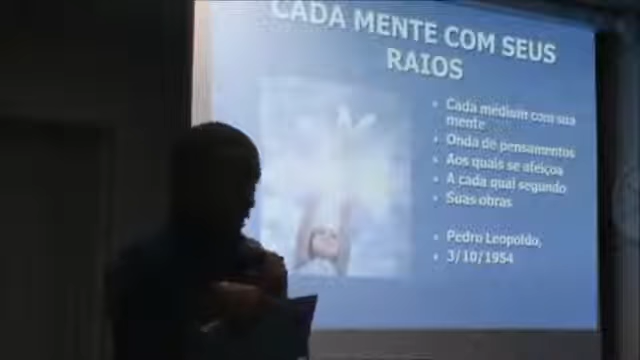 CADA MENTE COM SEUS
RAIOS
• Cada médium com sua
mente
• Onda de pensamentos
• Aos quais se afeiçoa
• A cada qual segundo
• Suas obras
• Pedro Leopoldo,
• 3/10/1954